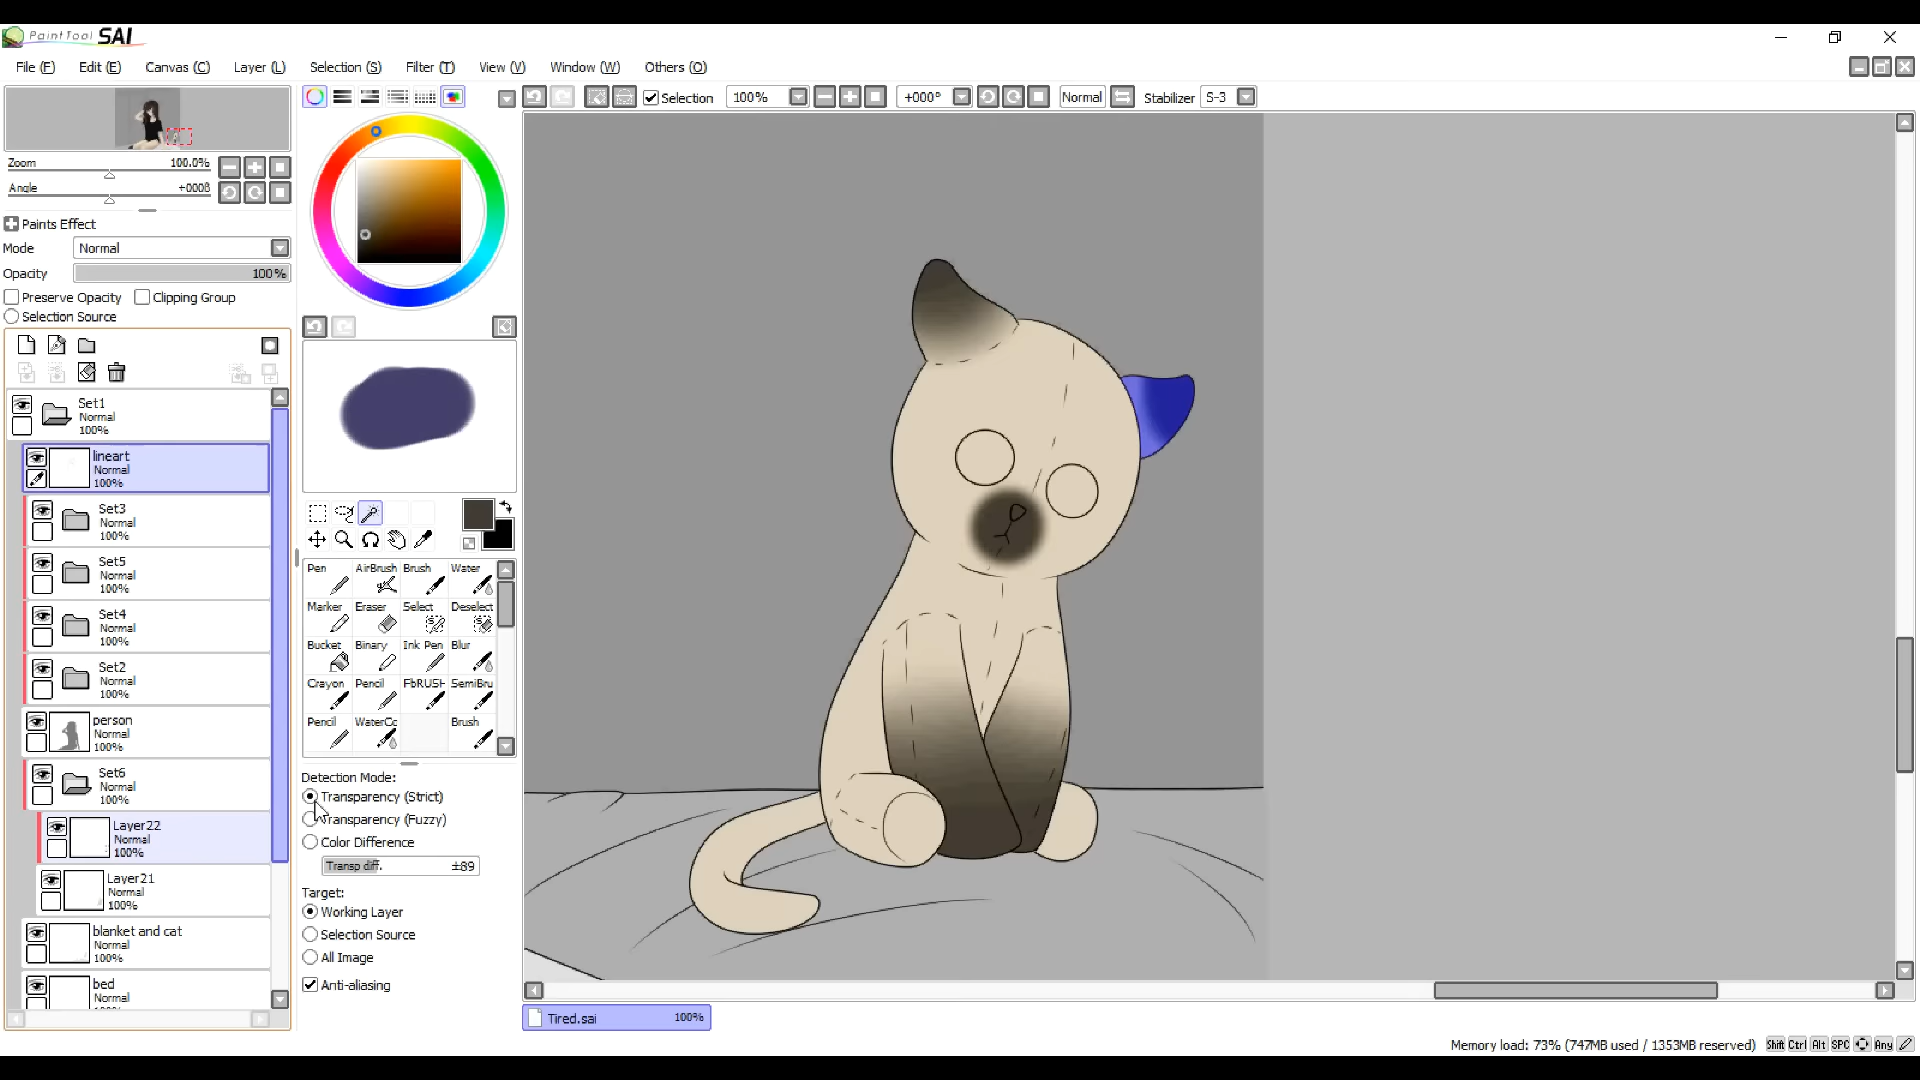 PaintTool SAI
File (F) Edit (E) Canvas (C) Layer (L) Selection (S) Filter (T) View (V) Window (W) Others (O)
Selection 100% +000° Normal Stabilizer S-3
Zoom 100.0%
Angle +000δ
Paints Effect
Mode Normal
Opacity 100%
Preserve Opacity Clipping Group
Selection Source
Set1
Normal
100%
lineart
Normal
100%
Set3
Normal
100%
Set5
Normal
100%
Set4
Normal
100%
Set2
Normal
100%
person
Normal
100%
Set6
Normal
100%
Layer22
Normal
100%
Layer21
Normal
100%
blanket and cat
Normal
100%
bed
Normal
Pen AirBrush Brush Water
Marker Eraser Select Deselect
Bucket Binary Ink Pen Blur
Crayon Pencil FbRUSH SemiBru
Pencil WaterCc Brush
Detection Mode:
Transparency (Strict)
Transparency (Fuzzy)
Color Difference
Transp diff. ±89
Target:
Working Layer
Selection Source
All Image
Anti-aliasing
Tired.sai 100%
Memory load: 73% (747MB used / 1353MB reserved) Shift Ctrl Alt SPC Any